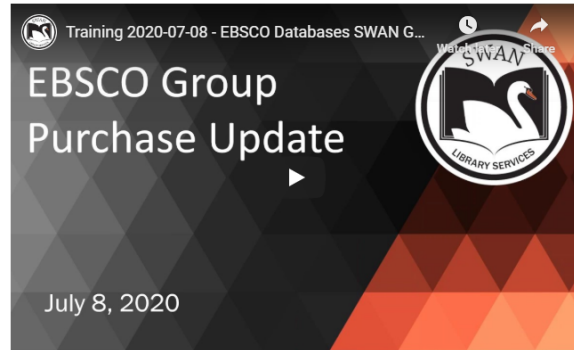 Training 2020-07-08 - EBSCO Databases SWAN G...
Watch later
Share
EBSCO Group
Purchase Update
SWAN
LIBRARY SERVICES
July 8, 2020